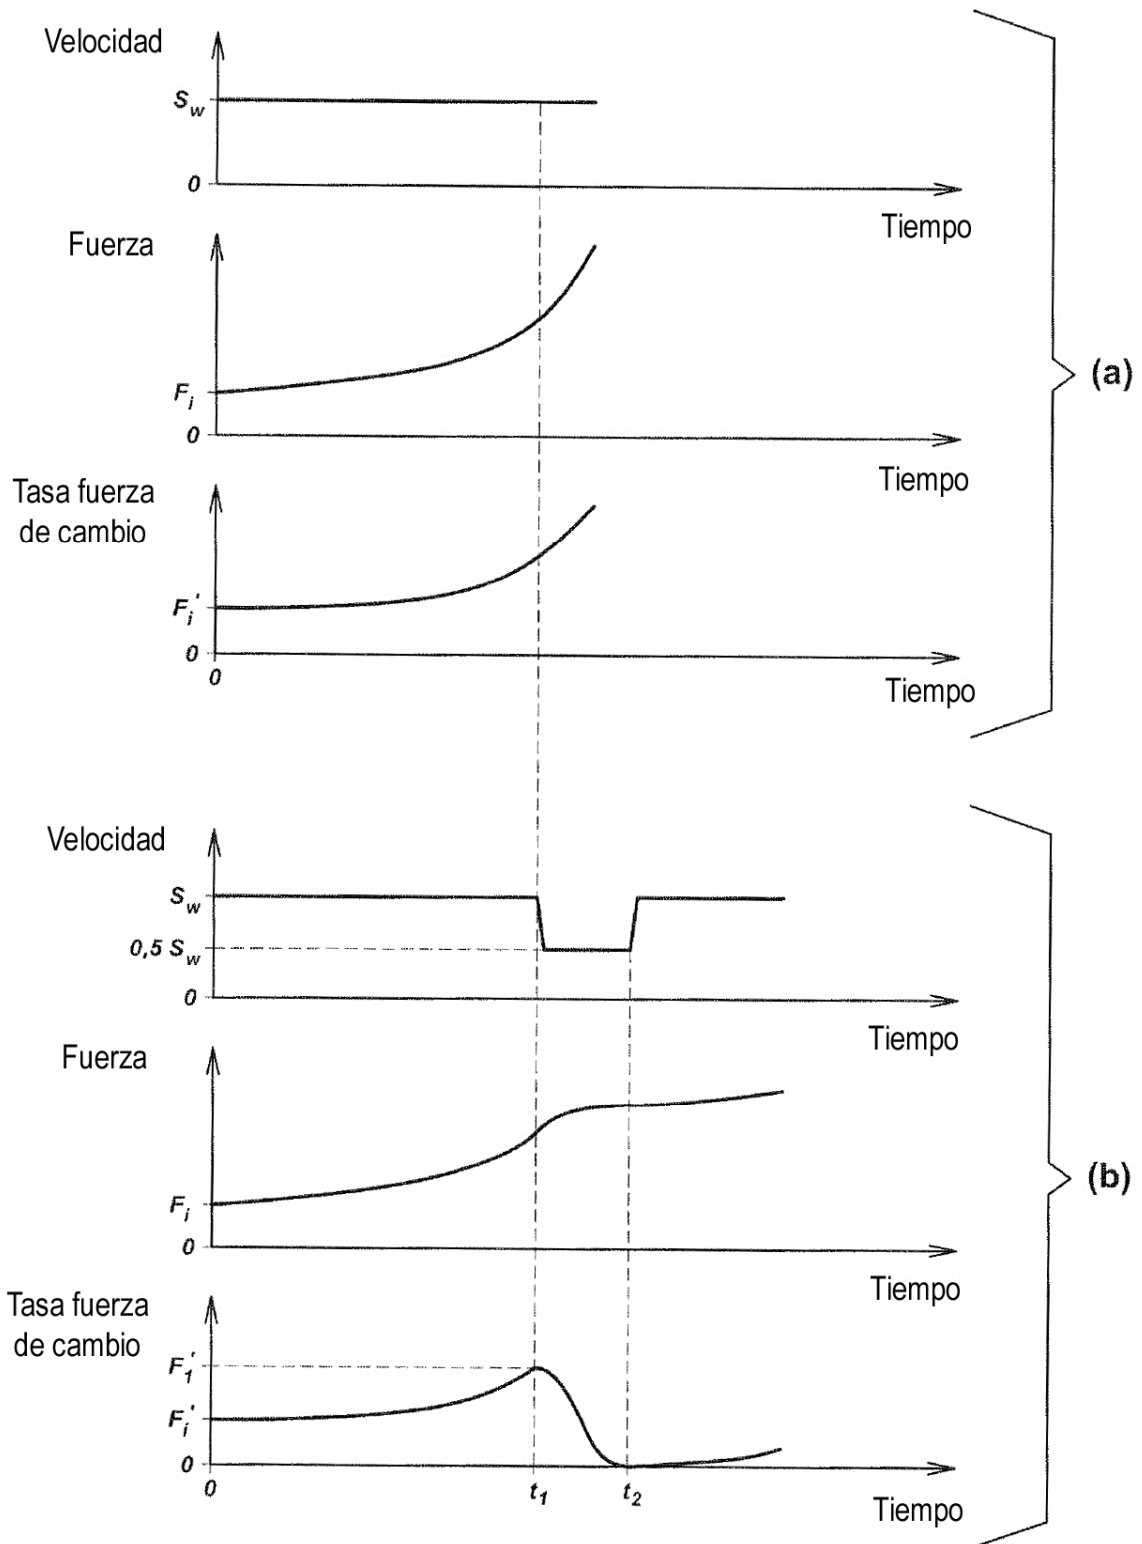 Velocidad
S_w
0
Tiempo
Fuerza
F_i
0
Tiempo
Tasa fuerza
de cambio
F_i'
0
0
Tiempo
(a)
Velocidad
S_w
0,5 S_w
0
Tiempo
Fuerza
F_i
0
Tiempo
Tasa fuerza
de cambio
F_1'
F_i'
0
0
t_1
t_2
Tiempo
(b)